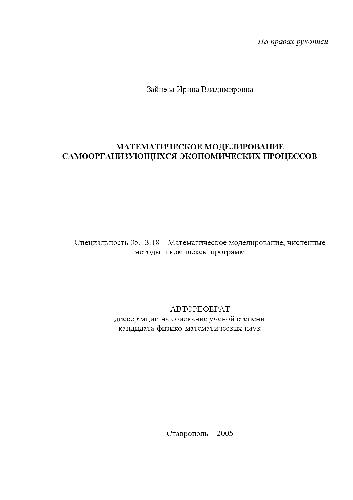 На правах рукописи
Зайцева Ирина Владимировна
МАТЕМАТИЧЕСКОЕ МОДЕЛИРОВАНИЕ
САМООРГАНИЗУЮЩИХСЯ ЭКОНОМИЧЕСКИХ ПРОЦЕССОВ
Специальность 05.13.18 – Математическое моделирование, численные
методы и комплексы программ
АВТОРЕФЕРАТ
диссертации на соискание ученой степени
кандидата физико-математических наук
Ставрополь – 2005